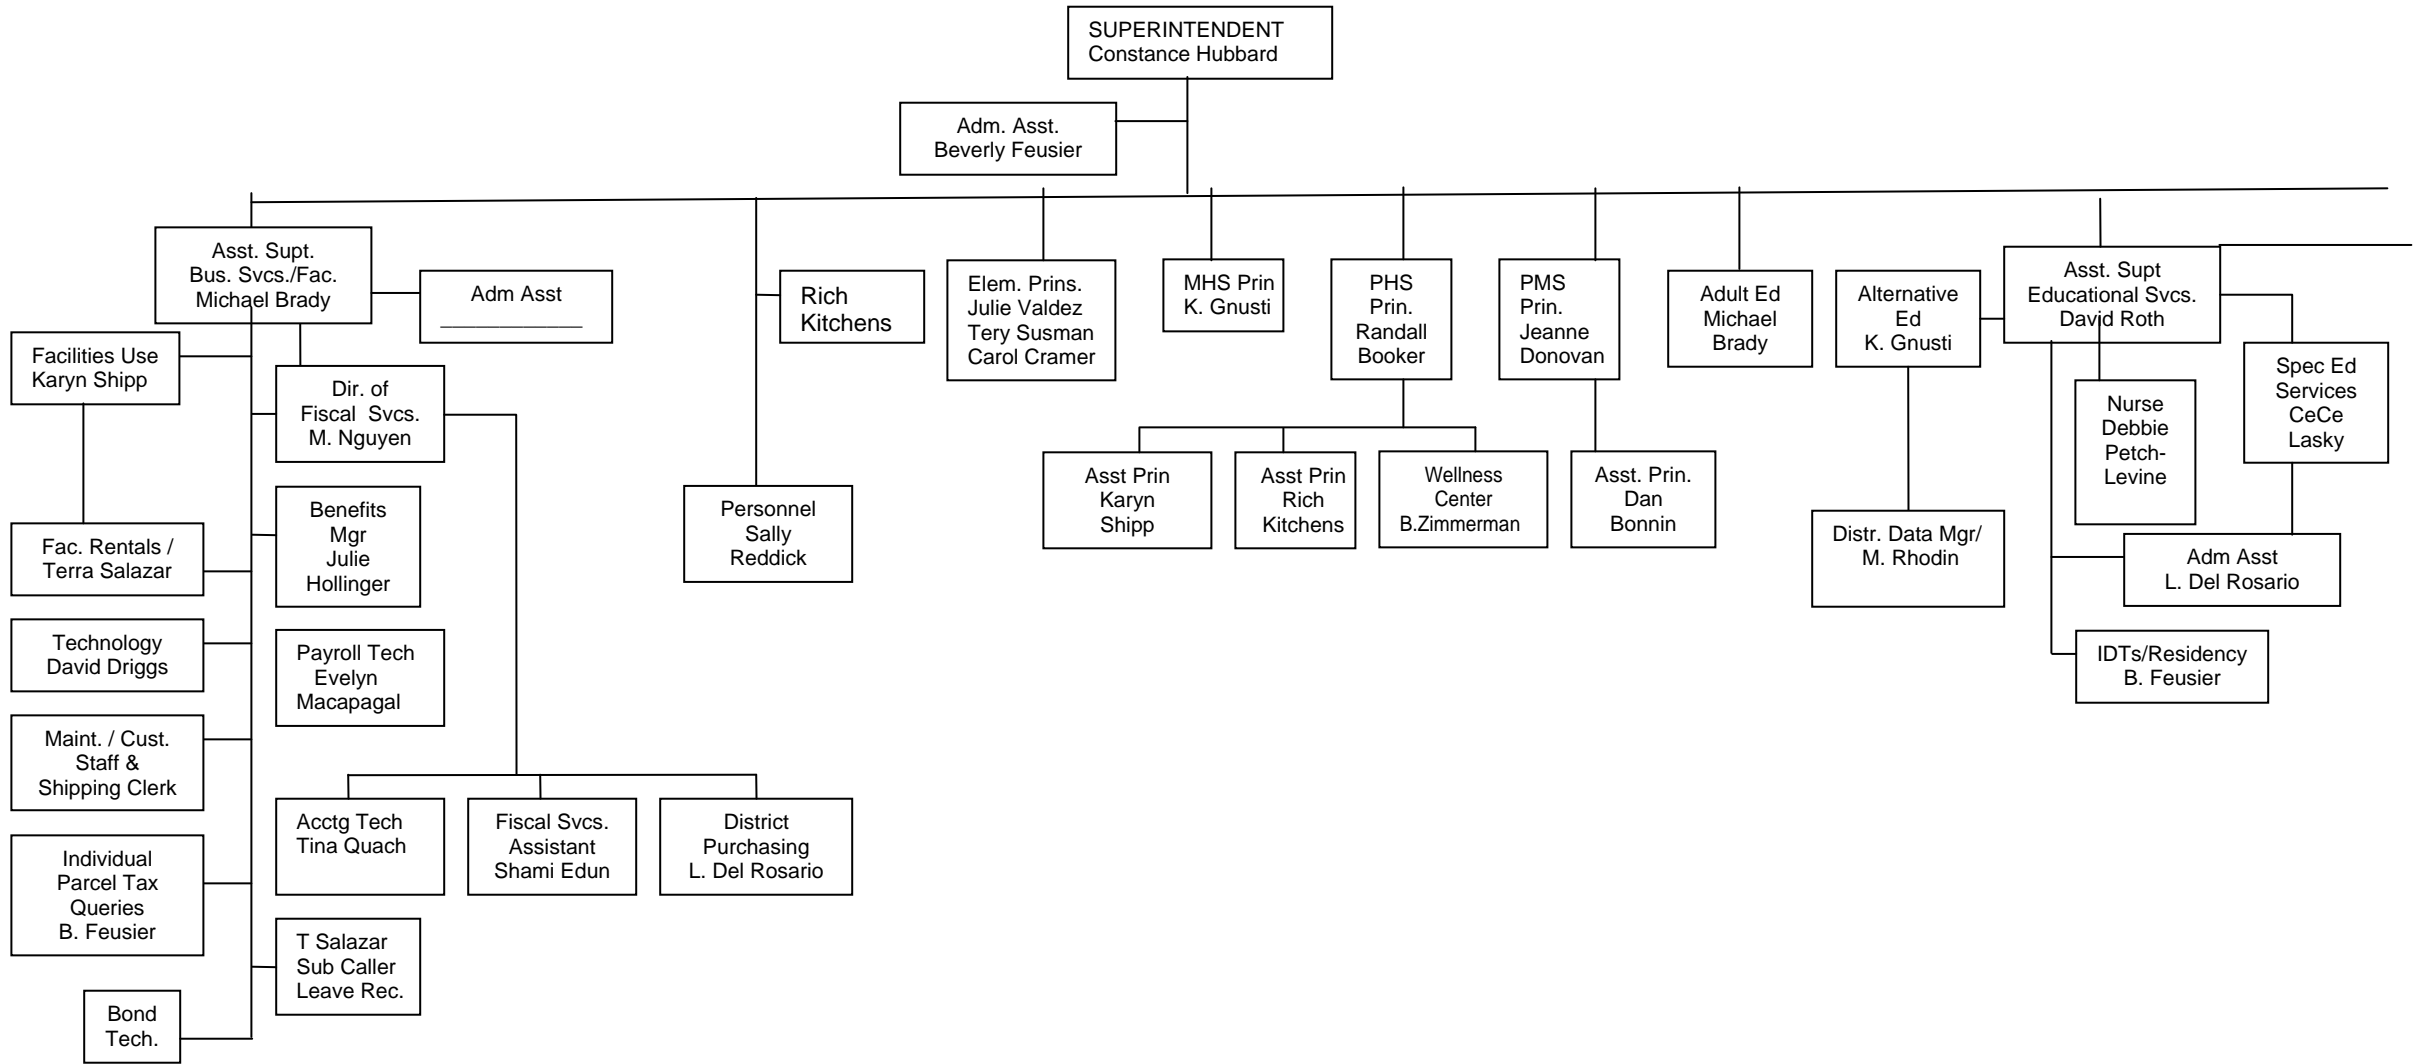 SUPERINTENDENT
Constance Hubbard
Adm. Asst.
Beverly Feusier
Asst. Supt.
Bus. Svcs./Fac.
Michael Brady
Adm Asst
____________
Rich
Kitchens
Elem. Prins.
Julie Valdez
Tery Susman
Carol Cramer
MHS Prin
K. Gnusti
PHS
Prin.
Randall
Booker
PMS
Prin.
Jeanne
Donovan
Adult Ed
Michael
Brady
Alternative
Ed
K. Gnusti
Asst. Supt
Educational Svcs.
David Roth
Facilities Use
Karyn Shipp
Dir. of
Fiscal Svcs.
M. Nguyen
Spec Ed
Services
CeCe
Lasky
Nurse
Debbie
Petch-
Levine
Asst Prin
Karyn
Shipp
Asst Prin
Rich
Kitchens
Wellness
Center
B.Zimmerman
Asst. Prin.
Dan
Bonnin
Personnel
Sally
Reddick
Benefits
Mgr
Julie
Hollinger
Fac. Rentals /
Terra Salazar
Distr. Data Mgr/
M. Rhodin
Adm Asst
L. Del Rosario
Technology
David Driggs
Payroll Tech
Evelyn
Macapagal
IDTs/Residency
B. Feusier
Maint. / Cust.
Staff &
Shipping Clerk
Acctg Tech
Tina Quach
Fiscal Svcs.
Assistant
Shami Edun
District
Purchasing
L. Del Rosario
Individual
Parcel Tax
Queries
B. Feusier
T Salazar
Sub Caller
Leave Rec.
Bond
Tech.